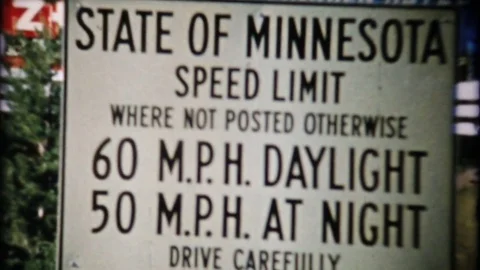 STATE OF MINNESOTA
SPEED LIMIT
WHERE NOT POSTED OTHERWISE
60 M.P.H. DAYLIGHT
50 M.P.H. AT NIGHT
DRIVE CAREFULLY